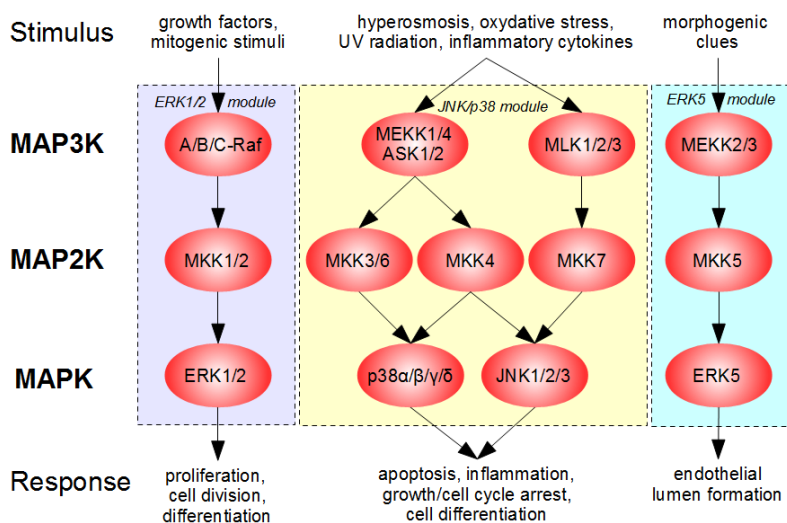 Stimulus
growth factors,
mitogenic stimuli
hyperosmosis, oxydative stress,
UV radiation, inflammatory cytokines
morphogenic
clues
ERK1/2 module
JNK/p38 module
ERK5 module
MAP3K
A/B/C-Raf
MEKK1/4
ASK1/2
MLK1/2/3
MEKK2/3
MAP2K
MKK1/2
MKK3/6
MKK4
MKK7
MKK5
MAPK
ERK1/2
p38α/β/γ/δ
JNK1/2/3
ERK5
Response
proliferation,
cell division,
differentiation
apoptosis, inflammation,
growth/cell cycle arrest,
cell differentiation
endothelial
lumen formation